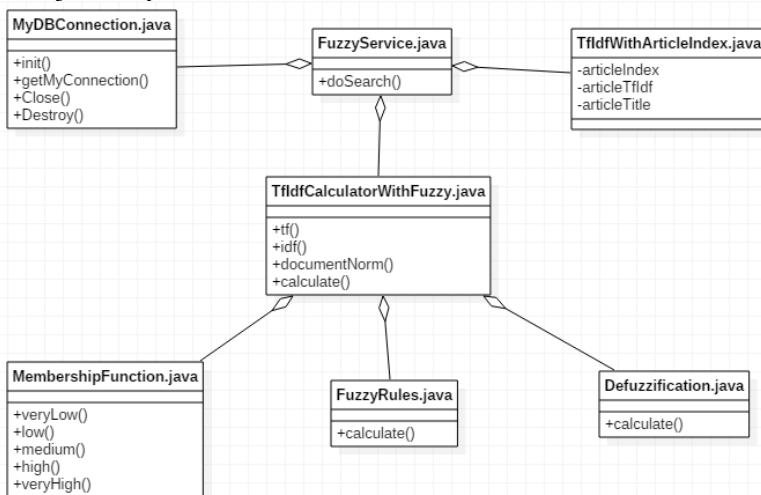 MyDBConnection.java
+init()
+getMyConnection()
+Close()
+Destroy()
FuzzyService.java
+doSearch()
TfIdfWithArticleIndex.java
-articleIndex
-articleTfIdf
-articleTitle
TfIdfCalculatorWithFuzzy.java
+tf()
+idf()
+documentNorm()
+calculate()
MembershipFunction.java
+veryLow()
+low()
+medium()
+high()
+veryHigh()
FuzzyRules.java
+calculate()
Defuzzification.java
+calculate()